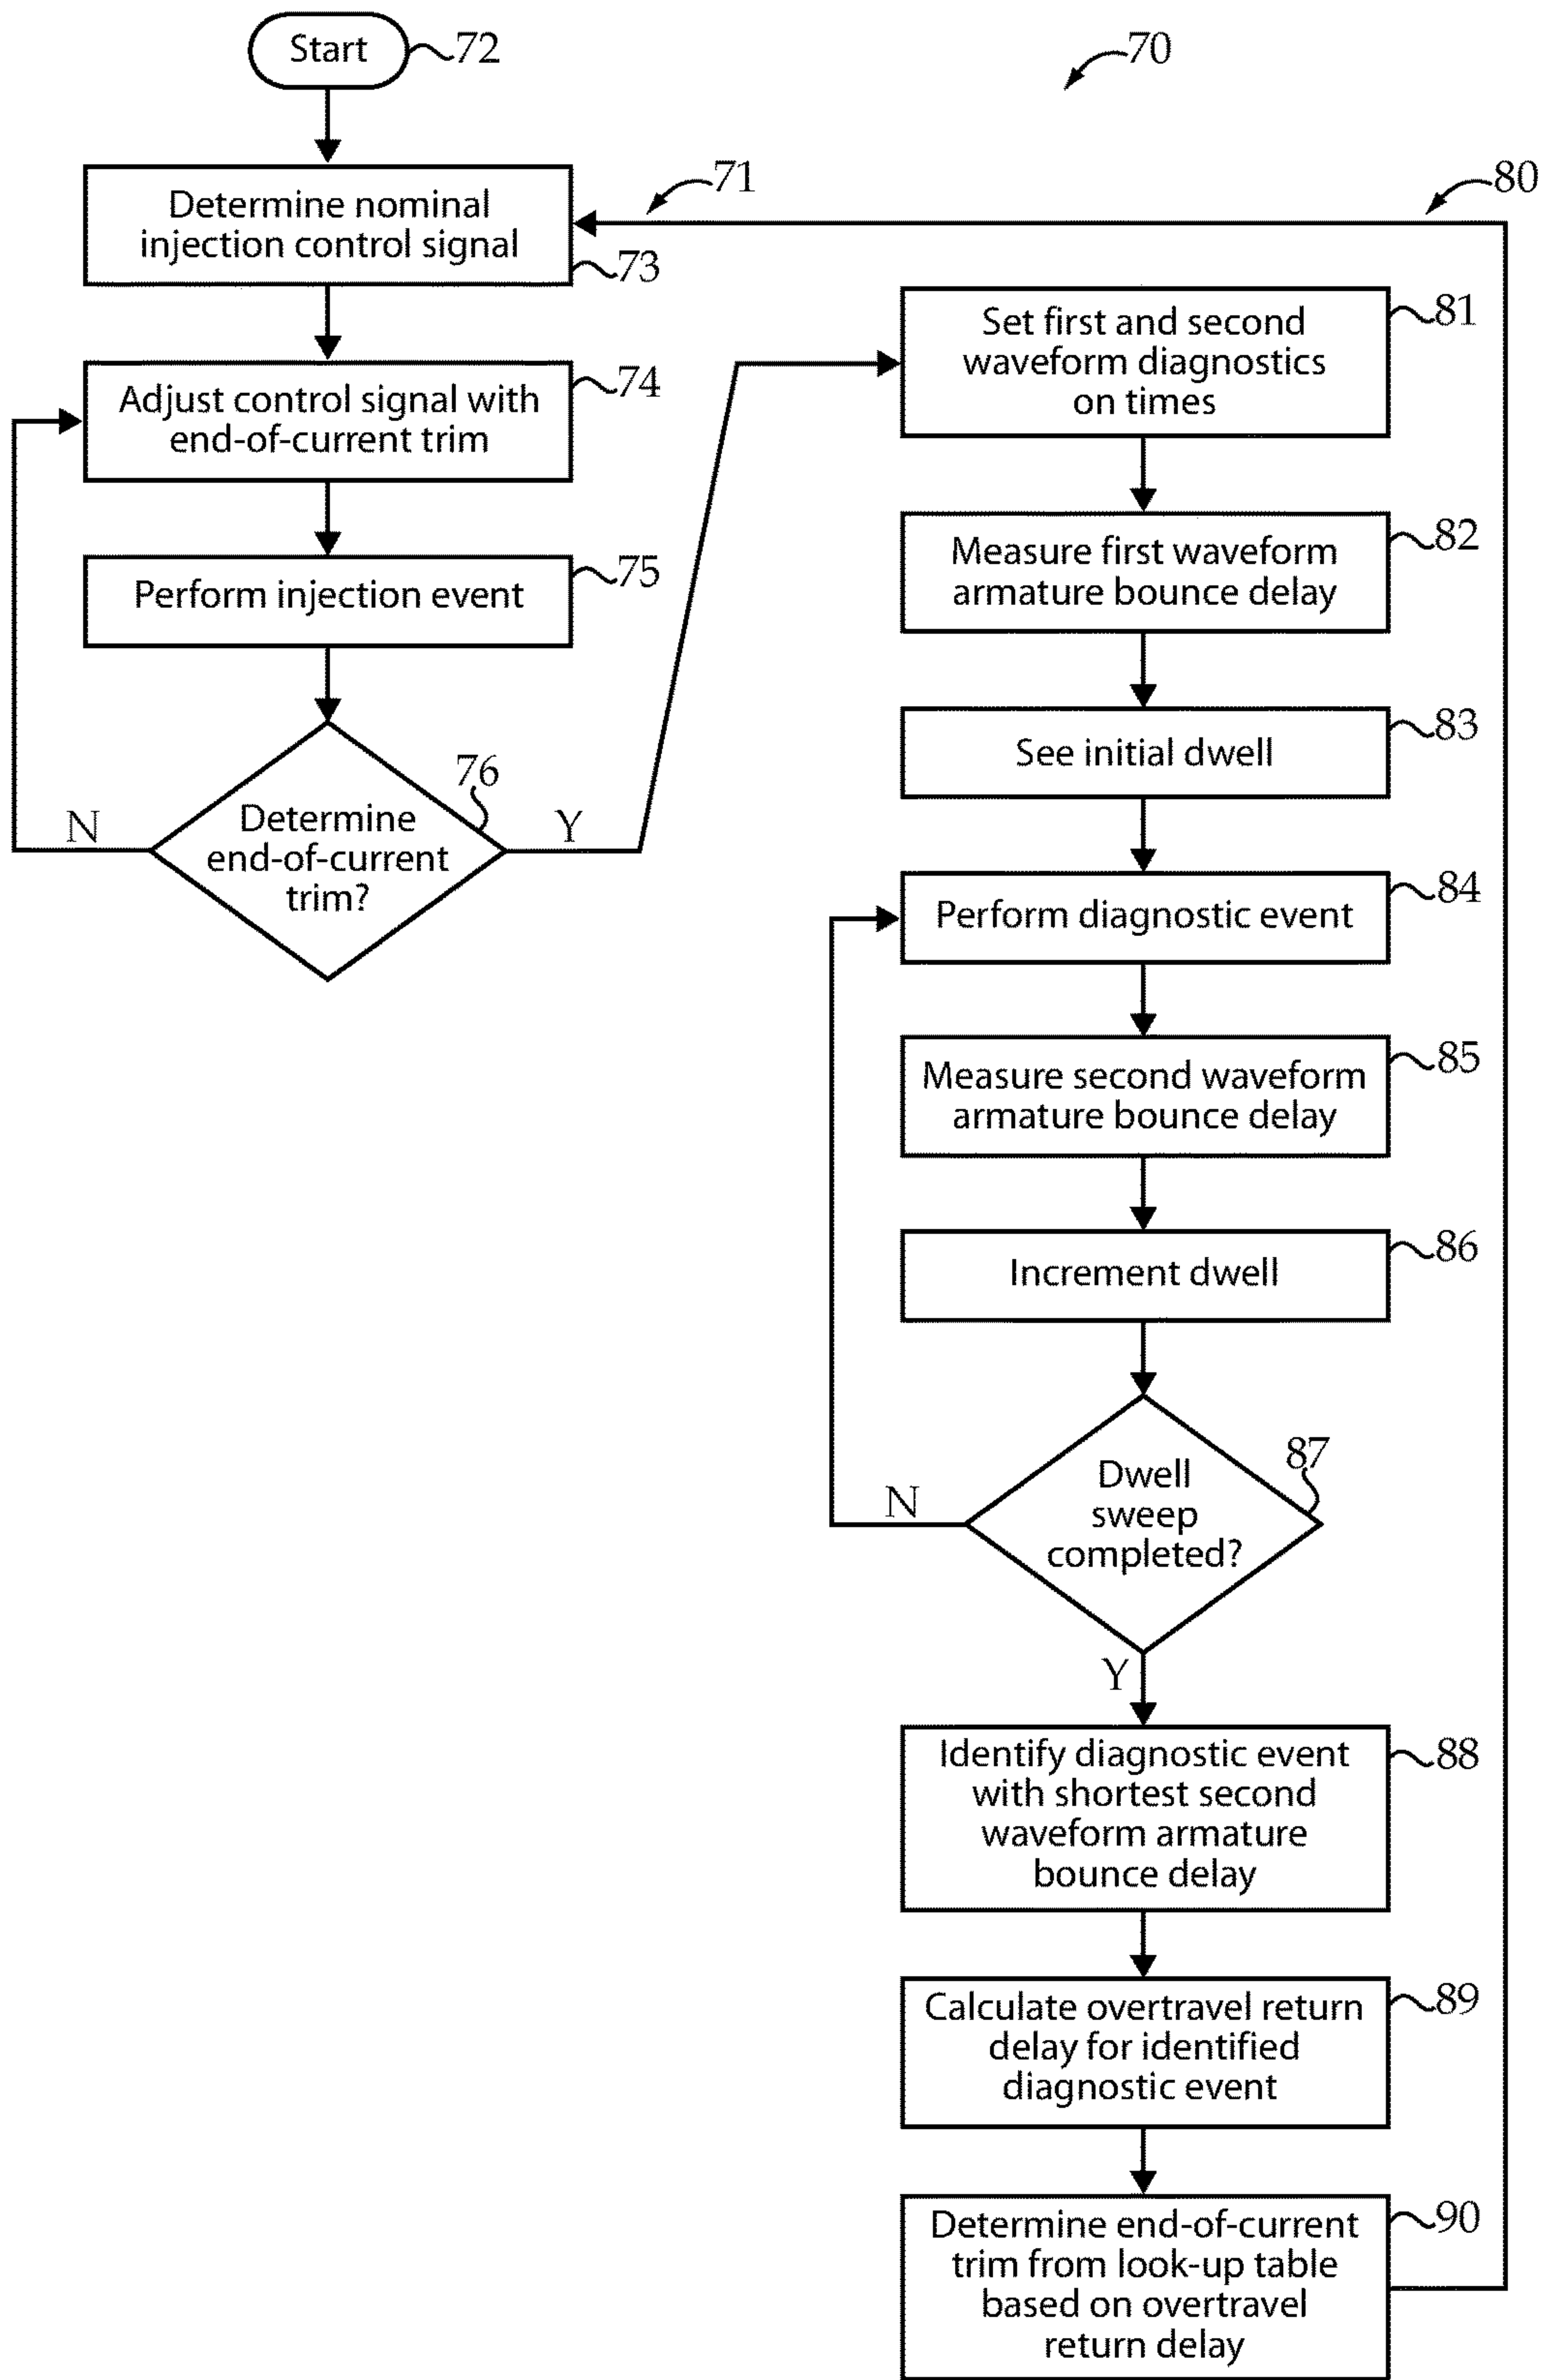 Start
72
70
Determine nominal
injection control signal
73
71
80
Adjust control signal with
end-of-current trim
74
Perform injection event
75
Determine
end-of-current
trim?
76
N
Y
Set first and second
waveform diagnostics
on times
81
Measure first waveform
armature bounce delay
82
See initial dwell
83
Perform diagnostic event
84
Measure second waveform
armature bounce delay
85
Increment dwell
86
Dwell
sweep
completed?
87
N
Y
Identify diagnostic event
with shortest second
waveform armature
bounce delay
88
Calculate overtravel return
delay for identified
diagnostic event
89
Determine end-of-current
trim from look-up table
based on overtravel
return delay
90